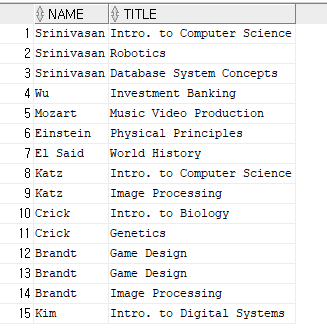 NAME TITLE
1 Srinivasan Intro. to Computer Science
2 Srinivasan Robotics
3 Srinivasan Database System Concepts
4 Wu Investment Banking
5 Mozart Music Video Production
6 Einstein Physical Principles
7 El Said World History
8 Katz Intro. to Computer Science
9 Katz Image Processing
10 Crick Intro. to Biology
11 Crick Genetics
12 Brandt Game Design
13 Brandt Game Design
14 Brandt Image Processing
15 Kim Intro. to Digital Systems